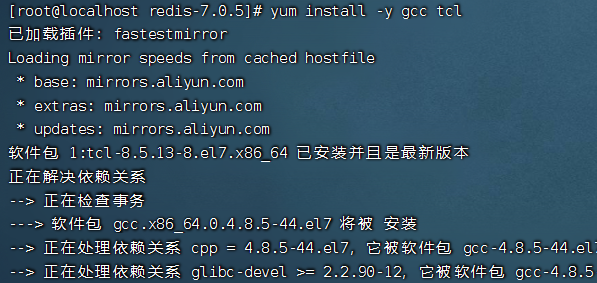 [root@localhost redis-7.0.5]# yum install -y gcc tcl
已加载插件: fastestmirror
Loading mirror speeds from cached hostfile
 * base: mirrors.aliyun.com
 * extras: mirrors.aliyun.com
 * updates: mirrors.aliyun.com
软件包 1:tcl-8.5.13-8.el7.x86_64 已安装并且是最新版本
正在解决依赖关系
--> 正在检查事务
---> 软件包 gcc.x86_64.0.4.8.5-44.el7 将被 安装
--> 正在处理依赖关系 cpp = 4.8.5-44.el7, 它被软件包 gcc-4.8.5-44.el7
--> 正在处理依赖关系 glibc-devel >= 2.2.90-12, 它被软件包 gcc-4.8.5